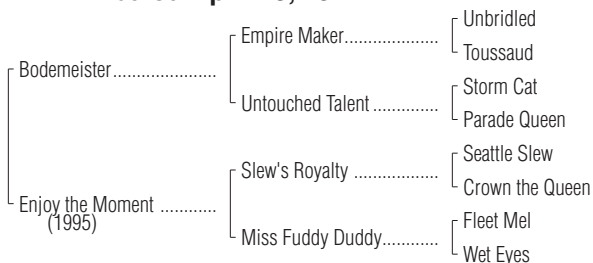 Unbridled
Empire Maker....................
Toussaud
Bodemeister......................
Storm Cat
Untouched Talent ..............
Parade Queen
Seattle Slew
Slew's Royalty ..................
Crown the Queen
Enjoy the Moment ............
(1995)
Fleet Mel
Miss Fuddy Duddy............
Wet Eyes